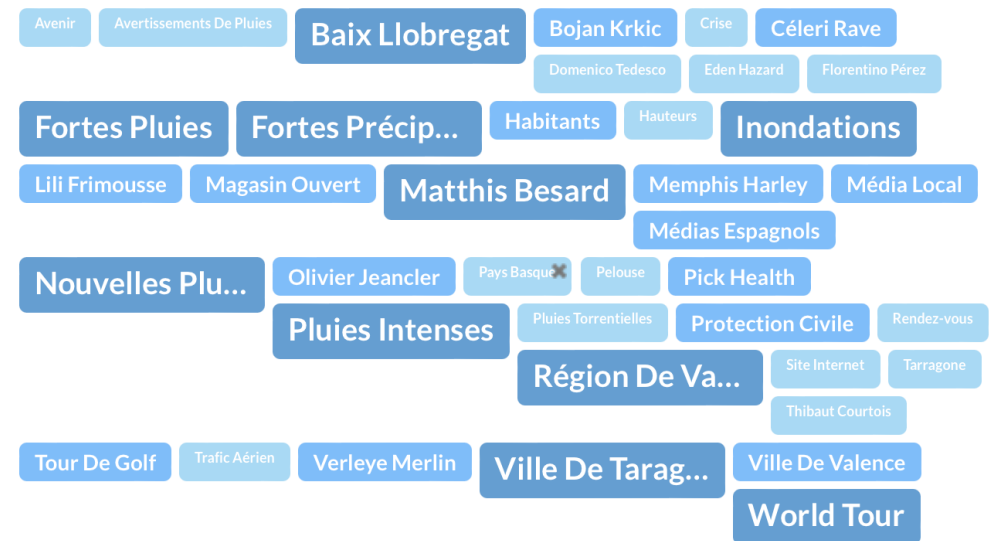 Avenir Avertissements De Pluies Baix Llobregat Bojan Krkic Crise Céleri Rave
Domenico Tedesco Eden Hazard Florentino Pérez
Fortes Pluies Fortes Précip... Habitants Hauteurs Inondations
Lili Frimousse Magasin Ouvert Matthis Besard Memphis Harley Média Local
Médias Espagnols
Nouvelles Plu... Olivier Jeancler Pays Basque Pelouse Pick Health
Pluies Intenses Pluies Torrentielles Protection Civile Rendez-vous
Région De Va... Site Internet Tarragone
Thibaut Courtois
Tour De Golf Trafic Aérien Verleye Merlin Ville De Tarag... Ville De Valence
World Tour